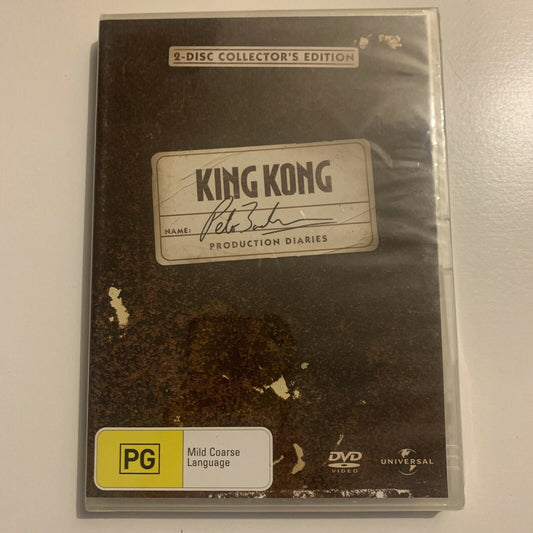 2-DISC COLLECTOR'S EDITION
KING KONG
NAME:
PRODUCTION DIARIES
PG
Mild Coarse
Language
DVD
VIDEO
UNIVERSAL